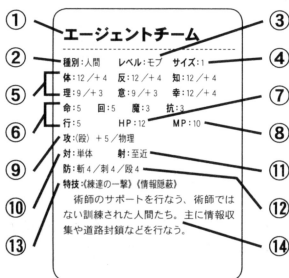 ① エージェントチーム
② 種別:人間 レベル:モブ ③ サイズ:1 ④
⑤ 体:12/+4 反:12/+4 知:12/+4
理:9/+3 意:9/+3 幸:12/+4
⑥ 命:5 回:5 魔:3 抗:3
行:5 HP:12 ⑦ MP:10 ⑧
⑨ 攻:(殴)+5/物理
⑩ 対:単体 射:至近 ⑪
防:斬4/刺4/殴4 ⑫
⑬ 特技:《練達の一撃》《情報隠蔽》
術師のサポートを行なう、術師では
ない訓練された人間たち。主に情報収
集や道路封鎖などを行なう。 ⑭